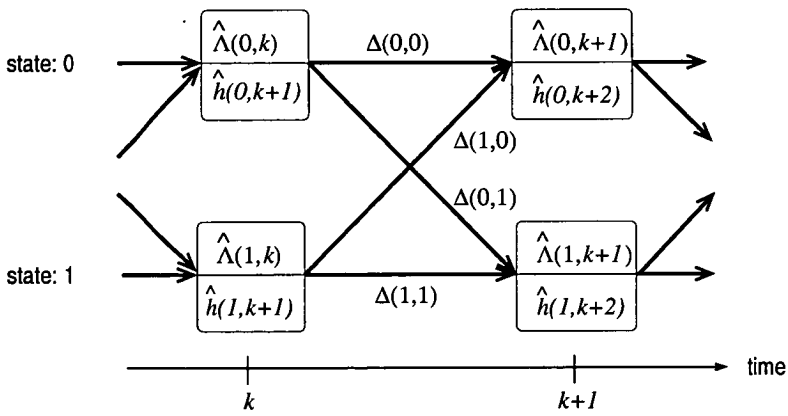 Λ̂(0,k)
Δ(0,0)
Λ̂(0,k+1)
state: 0
ĥ(0,k+1)
ĥ(0,k+2)
Δ(1,0)
Δ(0,1)
Λ̂(1,k)
Λ̂(1,k+1)
state: 1
ĥ(1,k+1)
Δ(1,1)
ĥ(1,k+2)
time
k
k+1